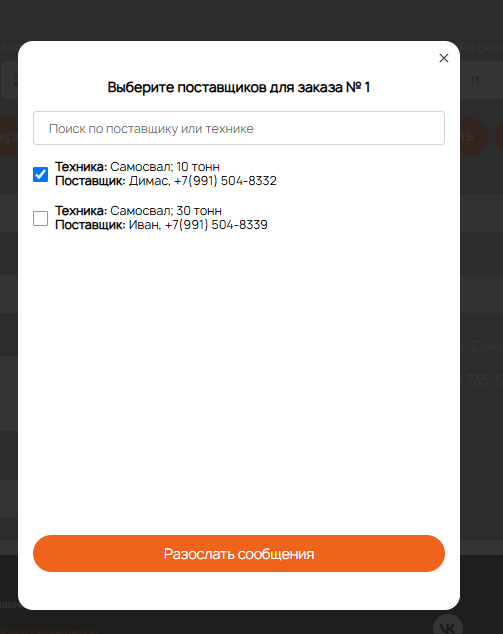 Выберите поставщиков для заказа № 1
Поиск по поставщику или технике
Техника: Самосвал; 10 тонн
Поставщик: Димас, +7(991) 504-8332
Техника: Самосвал; 30 тонн
Поставщик: Иван, +7(991) 504-8339
Разослать сообщения
11